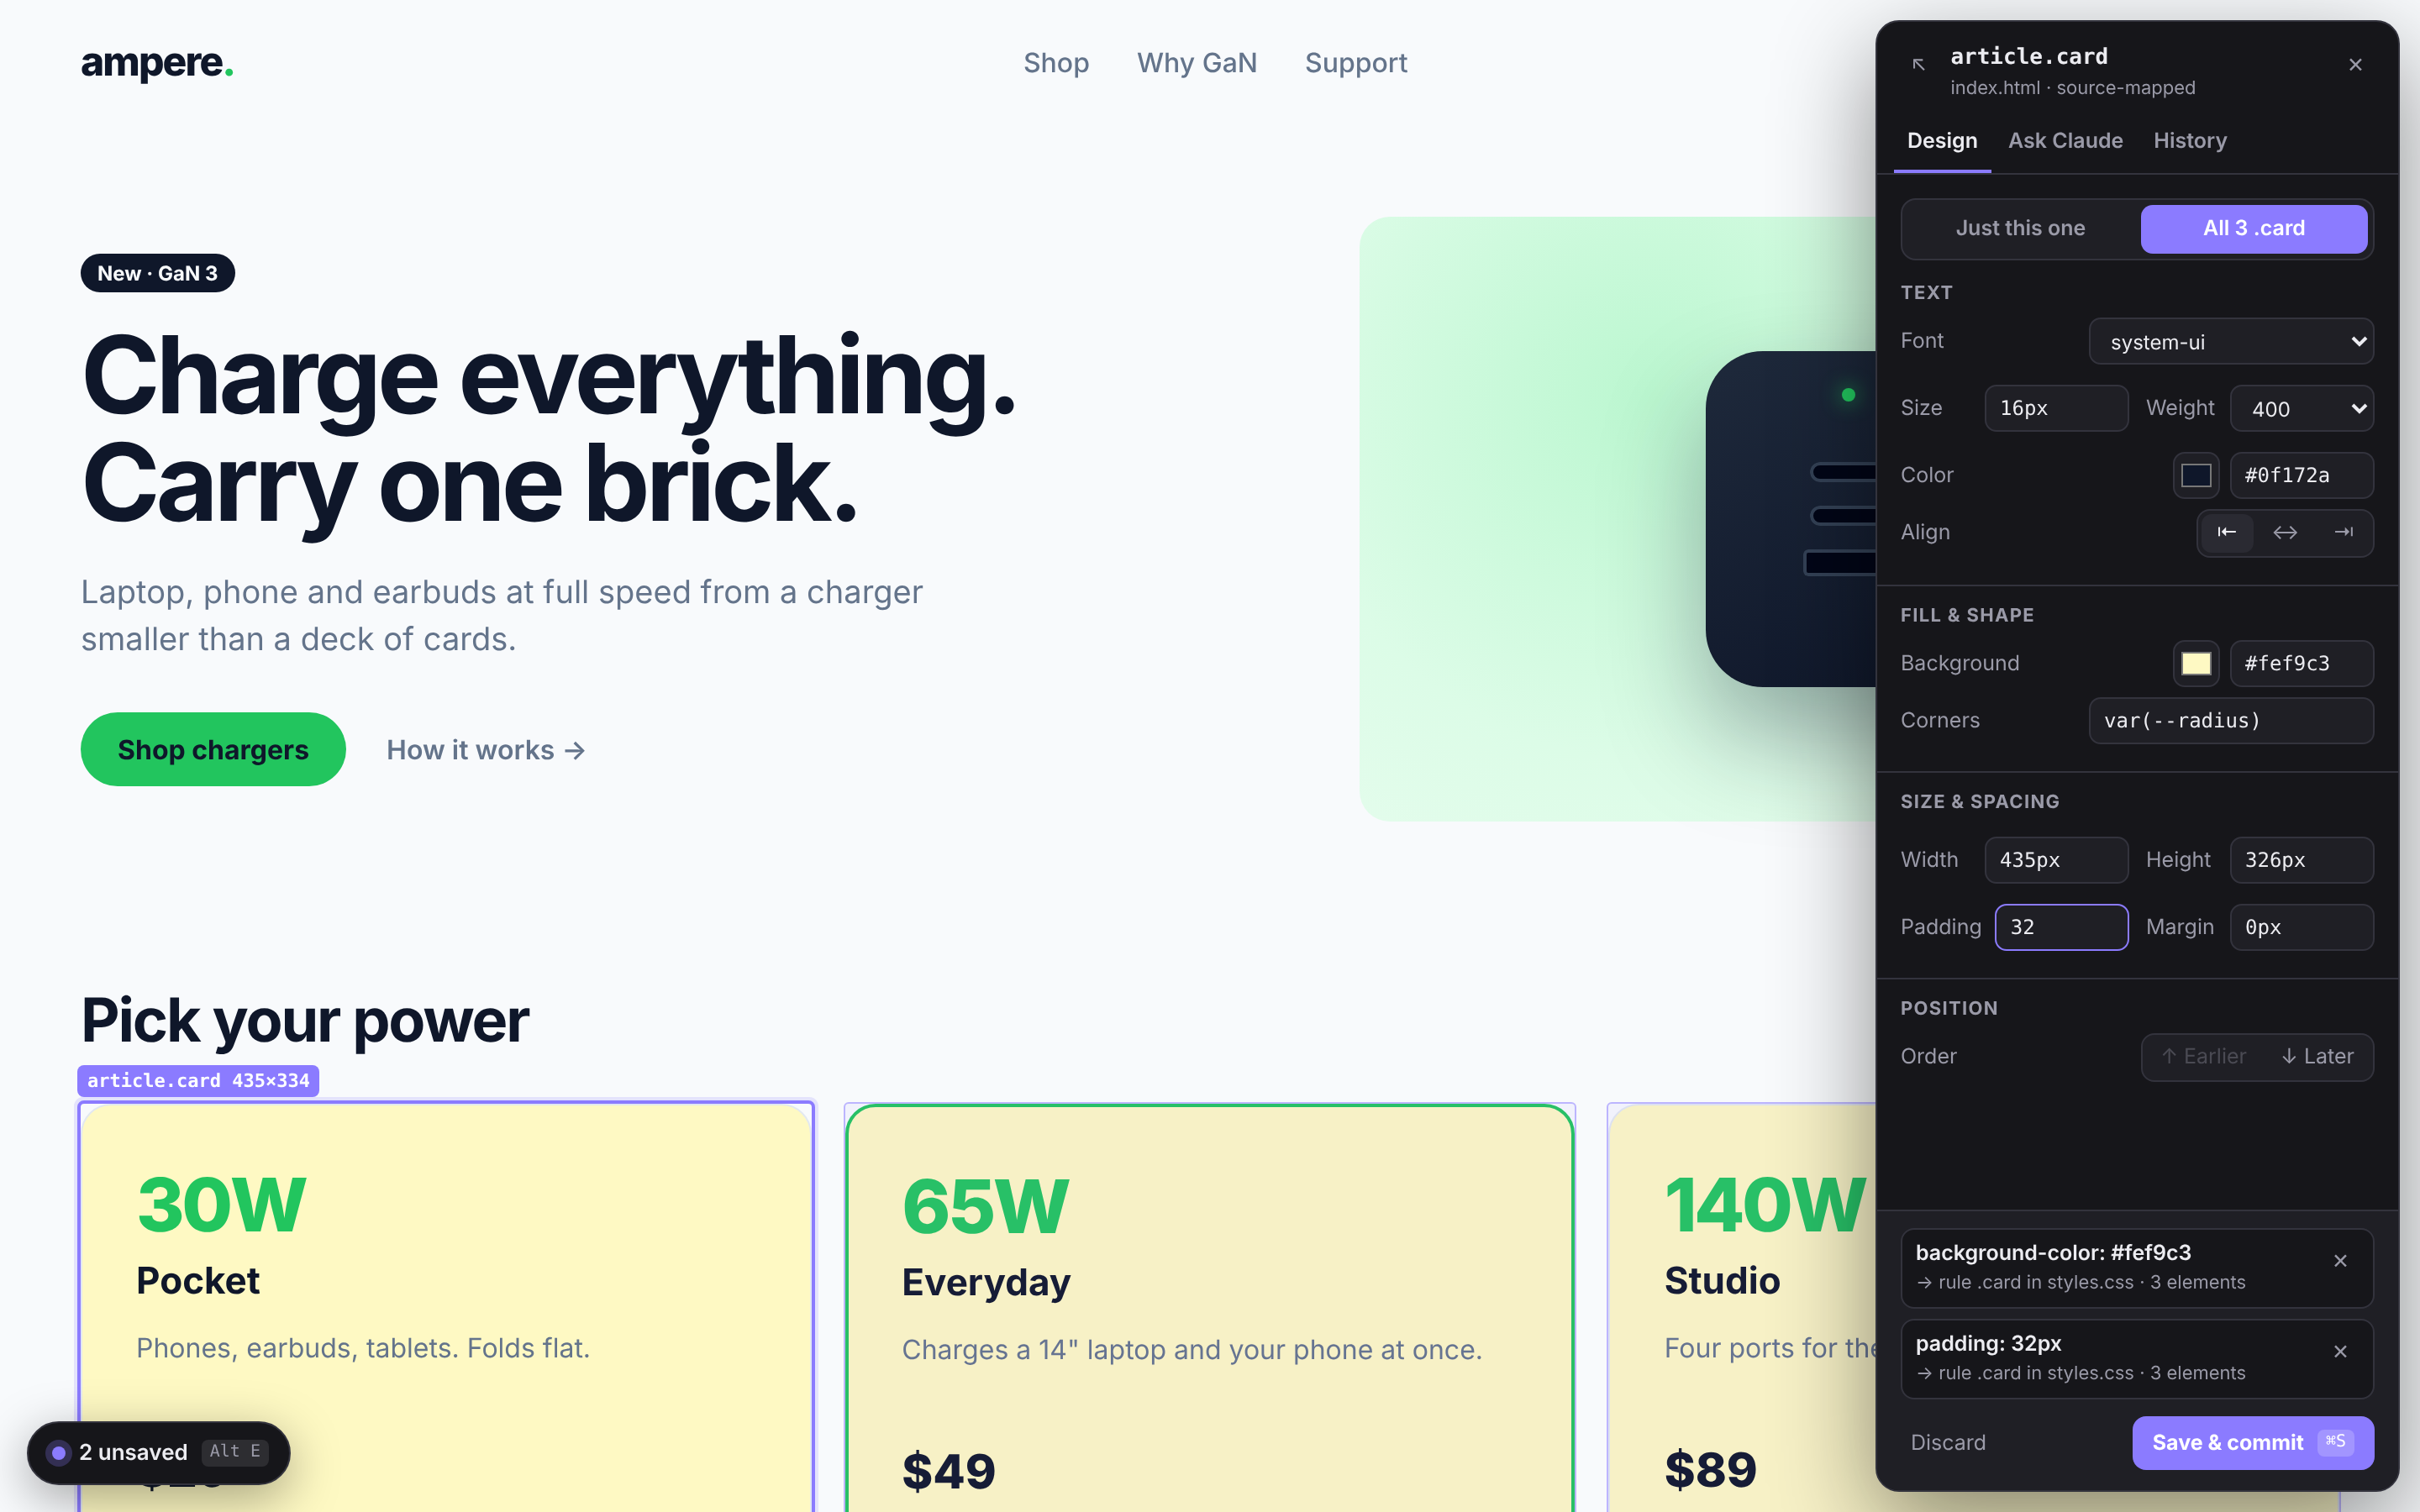 ampere.
Shop
Why GaN
Support
New · GaN 3
Charge everything.
Carry one brick.
Laptop, phone and earbuds at full speed from a charger
smaller than a deck of cards.
Shop chargers
How it works →
Pick your power
article.card 435×334
30W
Pocket
Phones, earbuds, tablets. Folds flat.
65W
Everyday
Charges a 14" laptop and your phone at once.
$49
140W
Studio
Four ports for the
$89
2 unsaved
Alt E
article.card
index.html · source-mapped
Design
Ask Claude
History
Just this one
All 3 .card
TEXT
Font
system-ui
Size
16px
Weight
400
Color
#0f172a
Align
FILL & SHAPE
Background
#fef9c3
Corners
var(--radius)
SIZE & SPACING
Width
435px
Height
326px
Padding
32
Margin
0px
POSITION
Order
↑ Earlier
↓ Later
background-color: #fef9c3
→ rule .card in styles.css · 3 elements
padding: 32px
→ rule .card in styles.css · 3 elements
Discard
Save & commit
⌘S